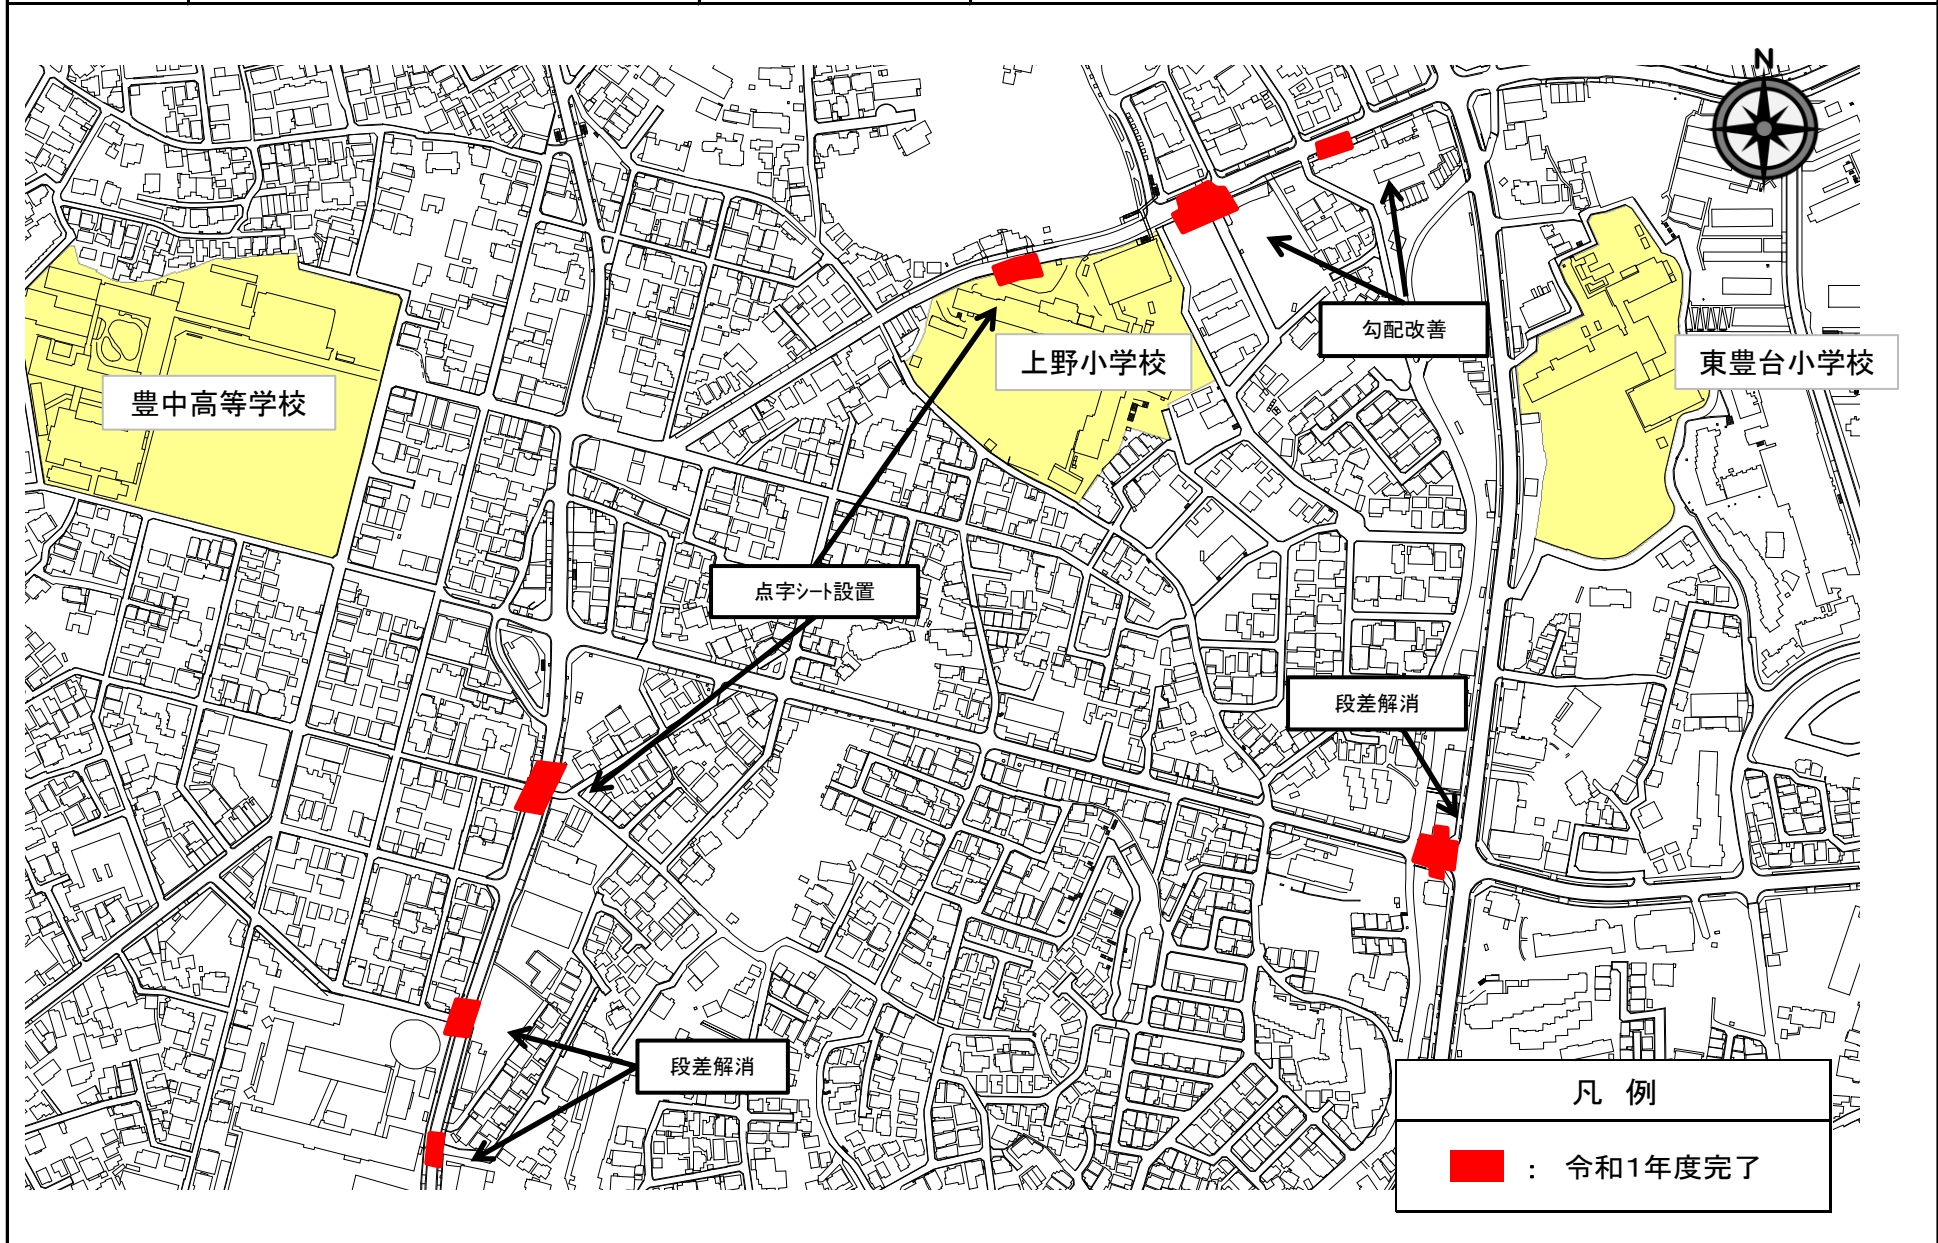 N
勾配改善
上野小学校
東豊台小学校
豊中高等学校
点字シート設置
段差解消
段差解消
凡 例
： 令和1年度完了